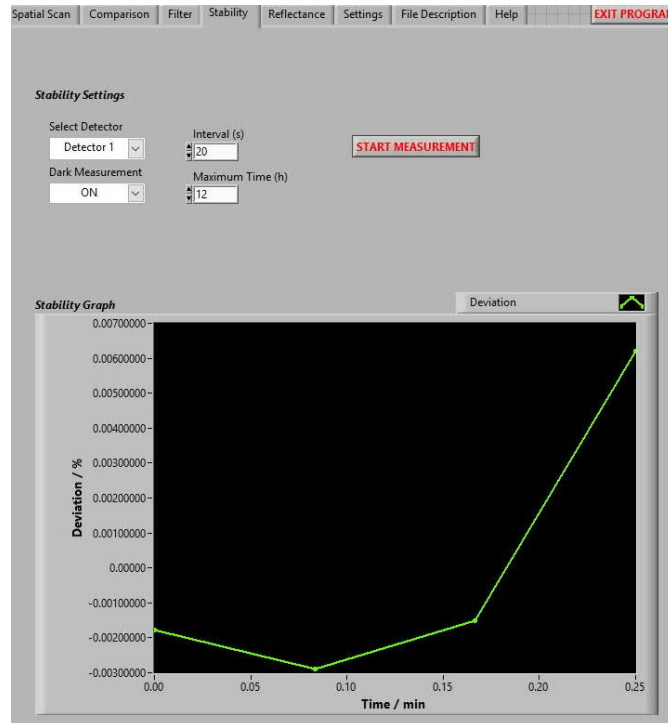 Spatial Scan Comparison Filter Stability Reflectance Settings File Description Help EXIT PROGRA
Stability Settings
Select Detector
Detector 1
Interval (s)
20
START MEASUREMENT
Dark Measurement
ON
Maximum Time (h)
12
Stability Graph
Deviation
0.00700000
0.00600000
0.00500000
0.00400000
0.00300000
0.00200000
0.00100000
0.00000
-0.00100000
-0.00200000
-0.00300000
Deviation / %
0.00 0.05 0.10 0.15 0.20 0.25
Time / min